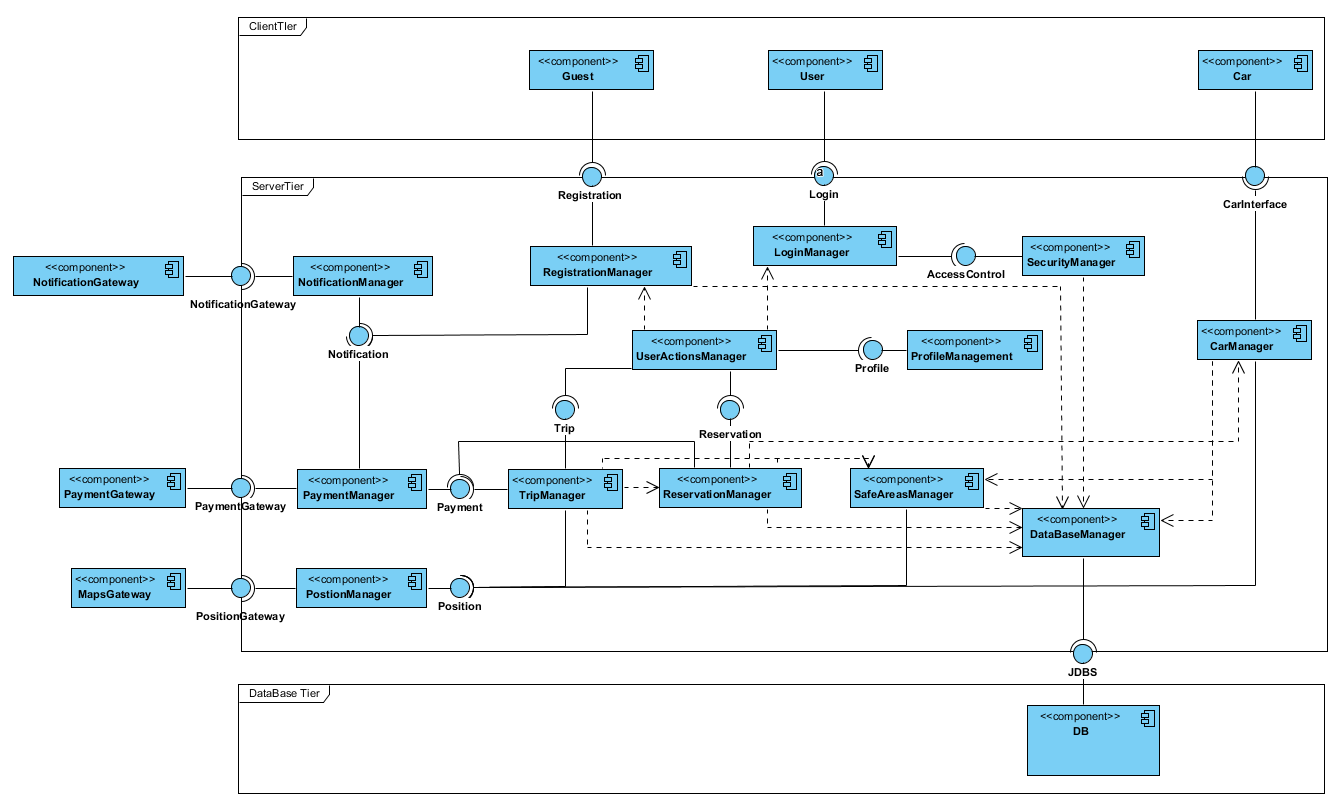 ClientTIer
<<component>>
Guest
<<component>>
User
<<component>>
Car
ServerTier
Registration
a
Login
CarInterface
<<component>>
NotificationGateway
NotificationGateway
<<component>>
NotificationManager
<<component>>
RegistrationManager
<<component>>
LoginManager
AccessControl
<<component>>
SecurityManager
Notification
<<component>>
UserActionsManager
Profile
<<component>>
ProfileManagement
<<component>>
CarManager
Trip
Reservation
<<component>>
PaymentGateway
PaymentGateway
<<component>>
PaymentManager
Payment
<<component>>
TripManager
<<component>>
ReservationManager
<<component>>
SafeAreasManager
<<component>>
DataBaseManager
<<component>>
MapsGateway
PositionGateway
<<component>>
PostionManager
Position
JDBS
DataBase Tier
<<component>>
DB